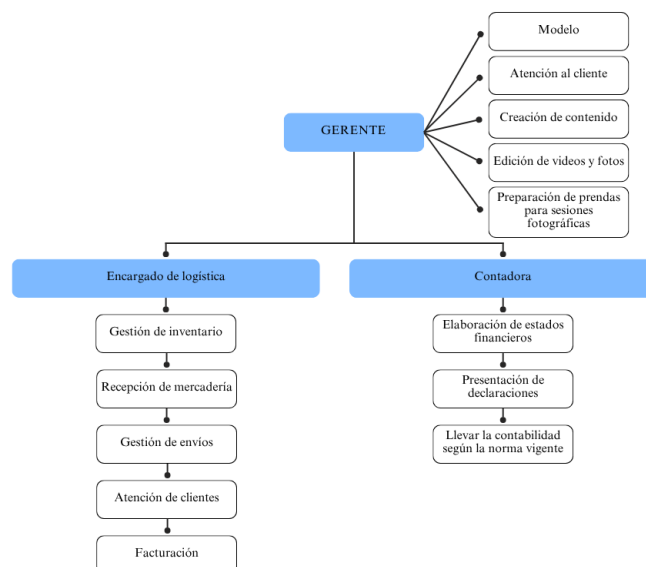 Modelo
Atención al cliente
Creación de contenido
GERENTE
Edición de videos y fotos
Preparación de prendas
para sesiones
fotográficas
Encargado de logística
Contadora
Gestión de inventario
Elaboración de estados
financieros
Recepción de mercadería
Presentación de
declaraciones
Gestión de envíos
Llevar la contabilidad
según la norma vigente
Atención de clientes
Facturación